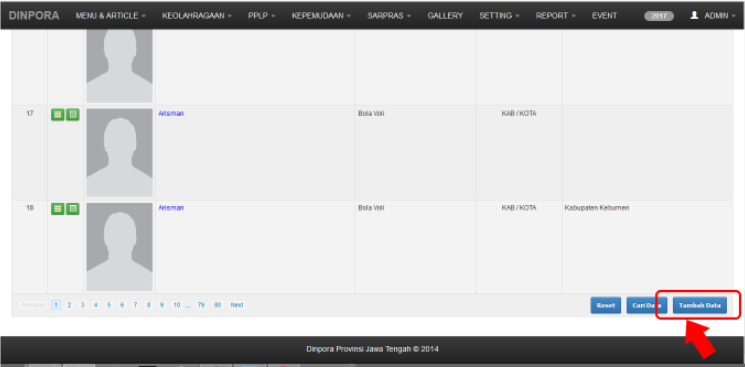 DINPORA MENU & ARTICLE KEOLAHRAGAAN PPLP KEPEMUDAAN SARPRAS GALLERY SETTING REPORT EVENT 2017 ADMIN
17 Arisman Bola Voli KAB / KOTA
18 Arisman Bola Voli KAB / KOTA Kabupaten Kebumen
Previous 1 2 3 4 5 6 7 8 9 10 ... 79 80 Next Reset Cari Data Tambah Data
Dinpora Provinsi Jawa Tengah © 2014